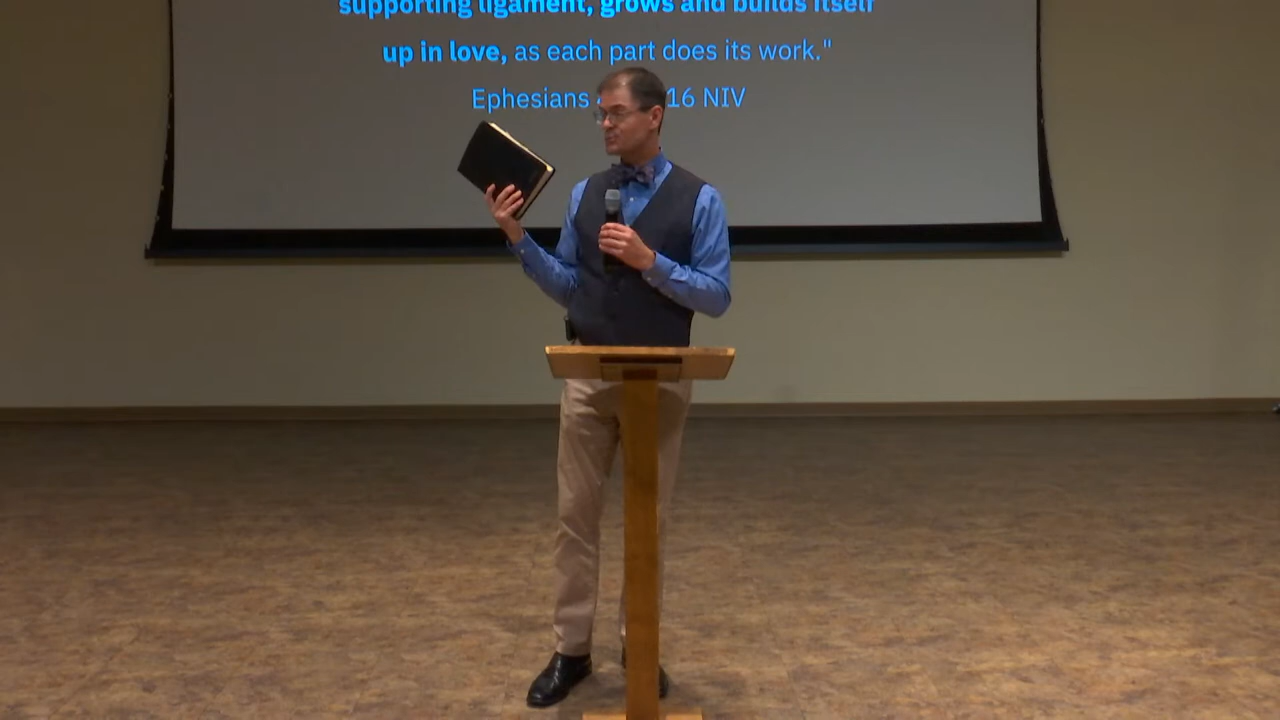 supporting ligament, grows and builds itself
up in love, as each part does its work."
Ephesians 16 NIV